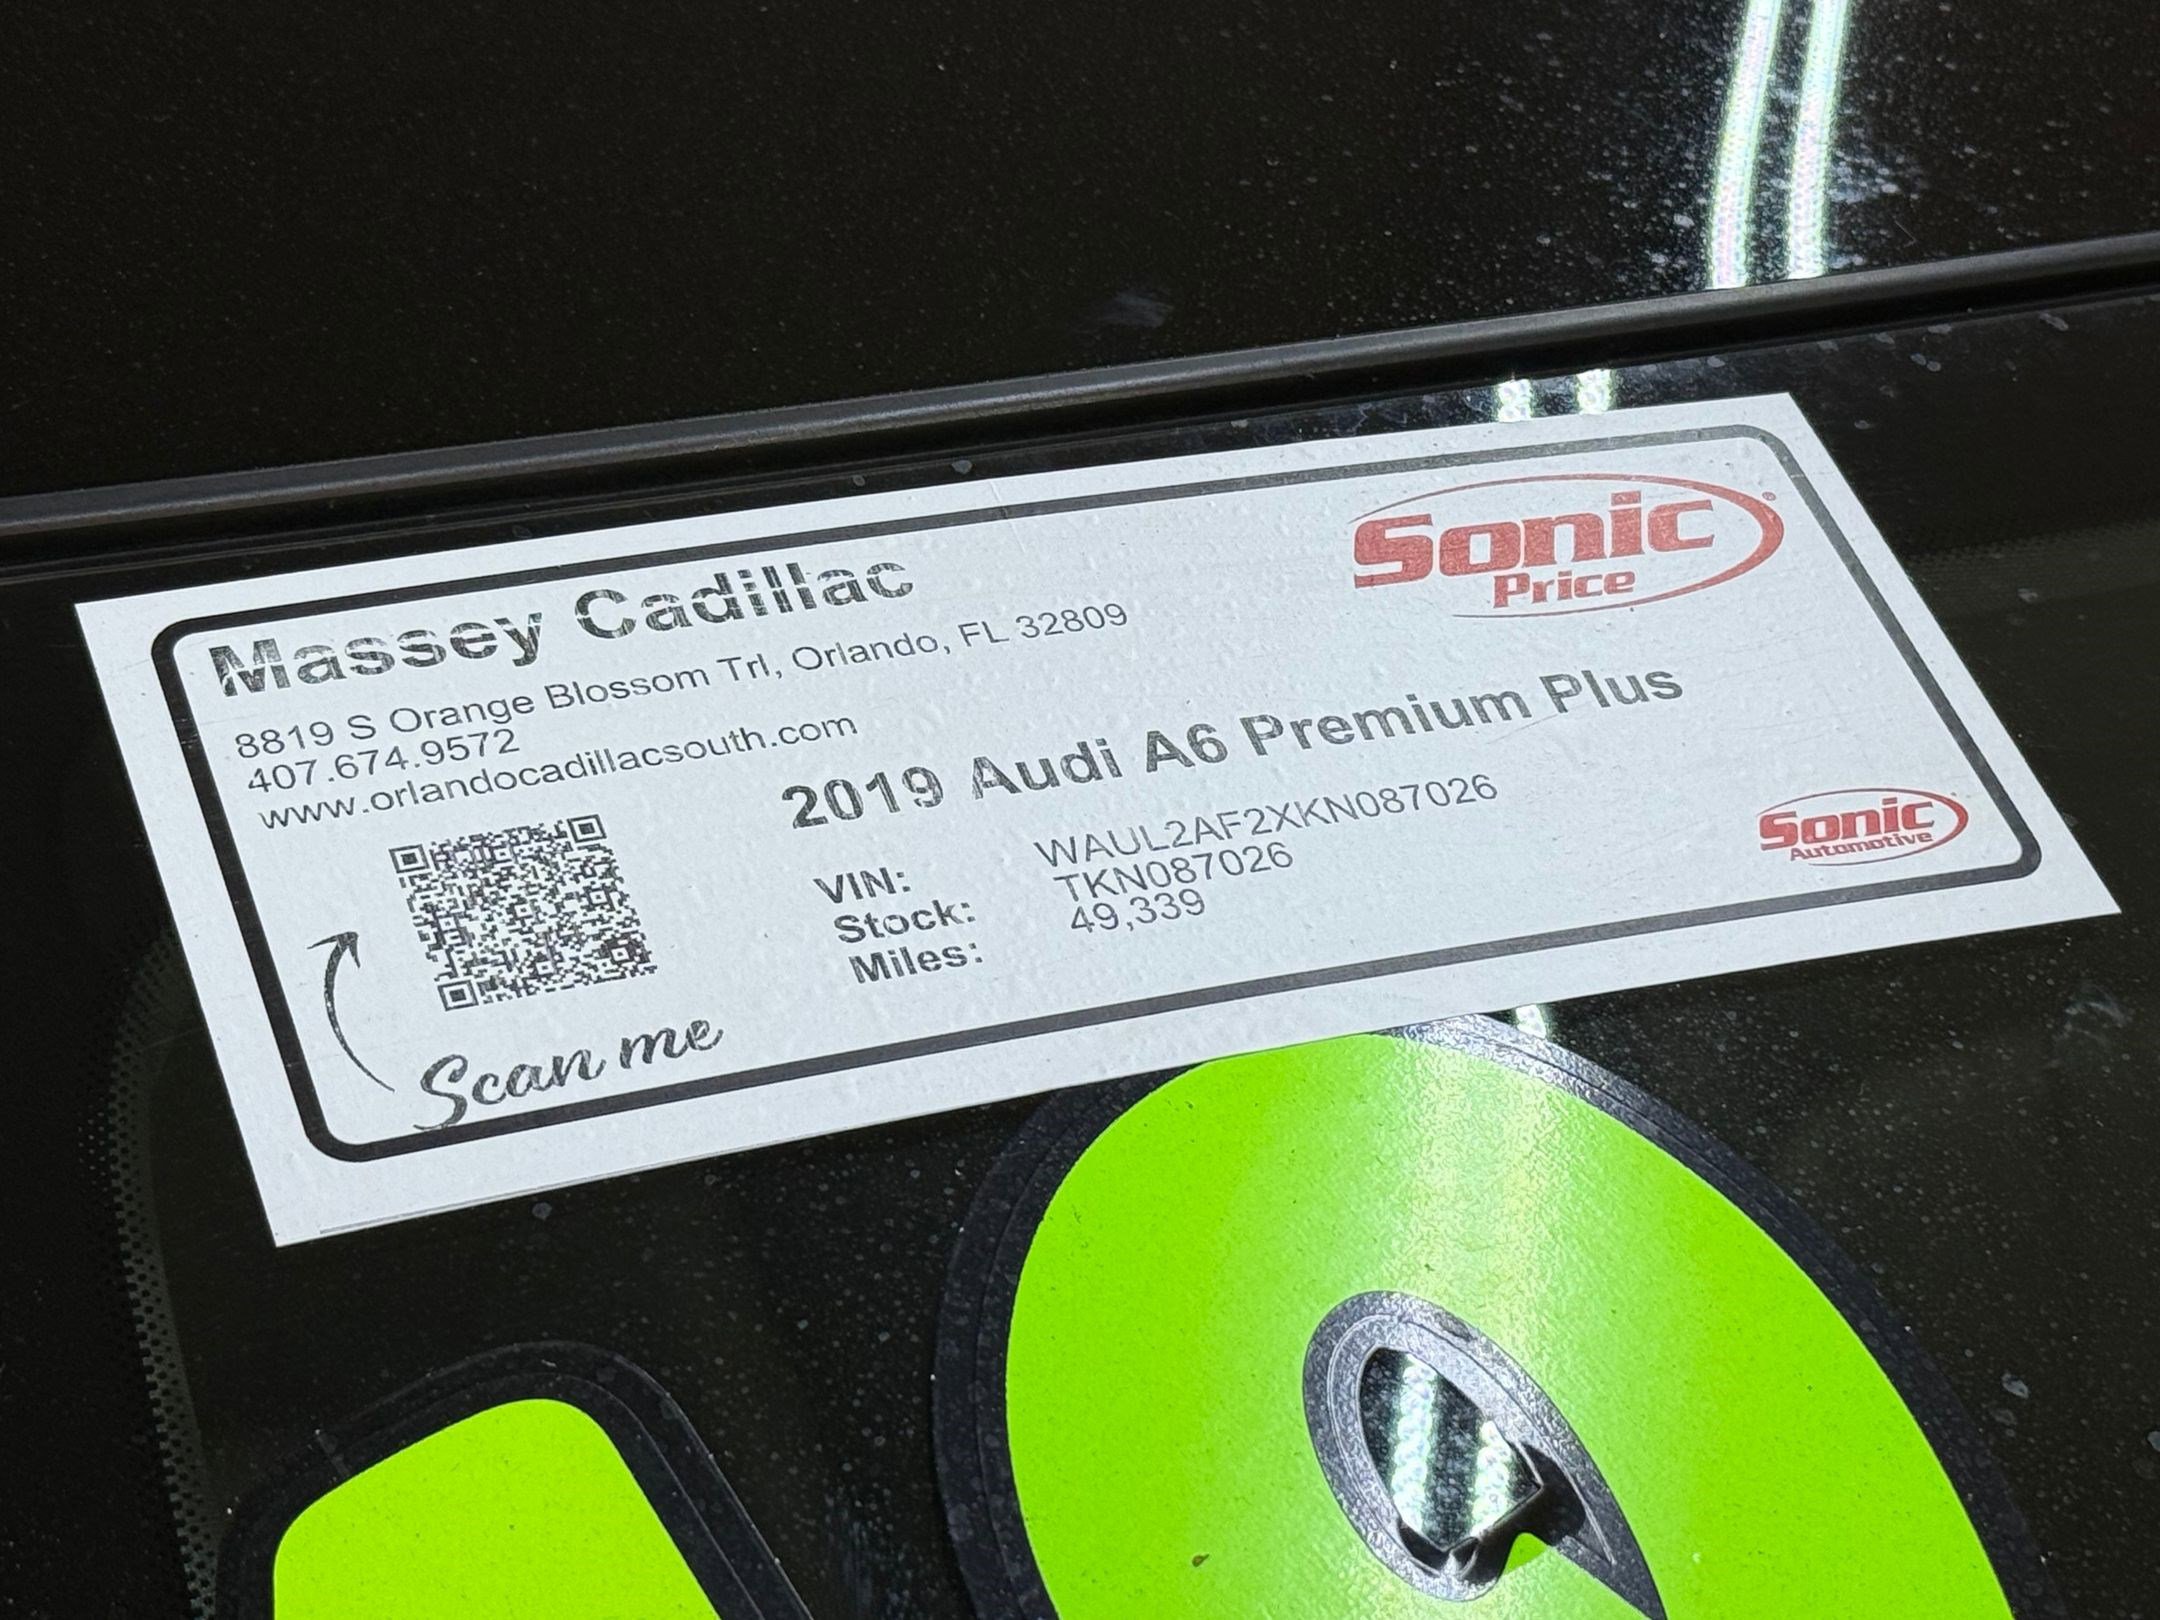 Massey Cadillac
8819 S Orange Blossom Trl, Orlando, FL 32809
407.674.9572
www.orlandocadillacsouth.com
Sonic®
Price
2019 Audi A6 Premium Plus
VIN: WAUL2AF2XKN087026
Stock: TKN087026
Miles: 49,339
Scan me
Sonic
Automotive